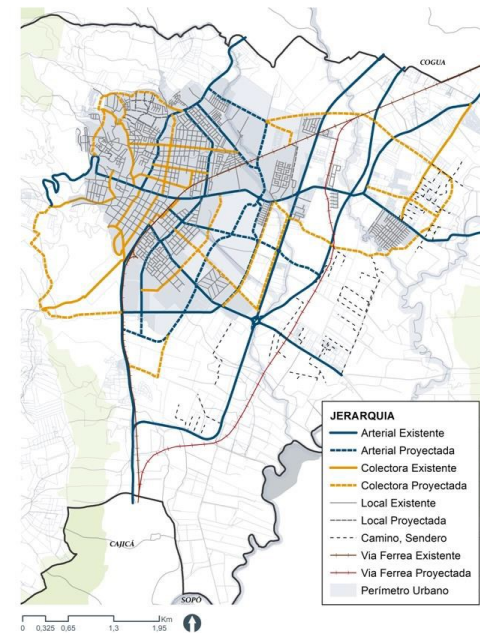 COGUA
JERARQUIA
Arterial Existente
Arterial Proyectada
Colectora Existente
Colectora Proyectada
Local Existente
Local Proyectada
Camino, Sendero
Via Ferrea Existente
Via Ferrea Proyectada
Perímetro Urbano
CAJICÁ
SOPÓ
Km
0 0,325 0,65 1,3 1,95